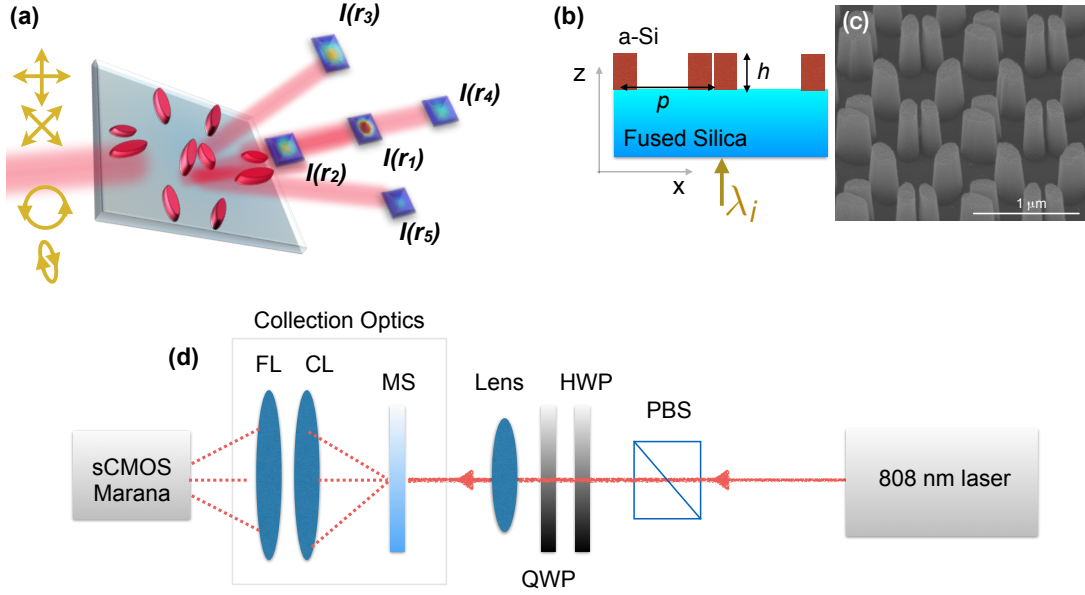 (a)
I(r3)
I(r4)
I(r1)
I(r2)
I(r5)
(b)
a-Si
z
h
p
Fused Silica
x
λi
(c)
1 μm
(d)
Collection Optics
FL
CL
MS
Lens
HWP
PBS
QWP
sCMOS
Marana
808 nm laser